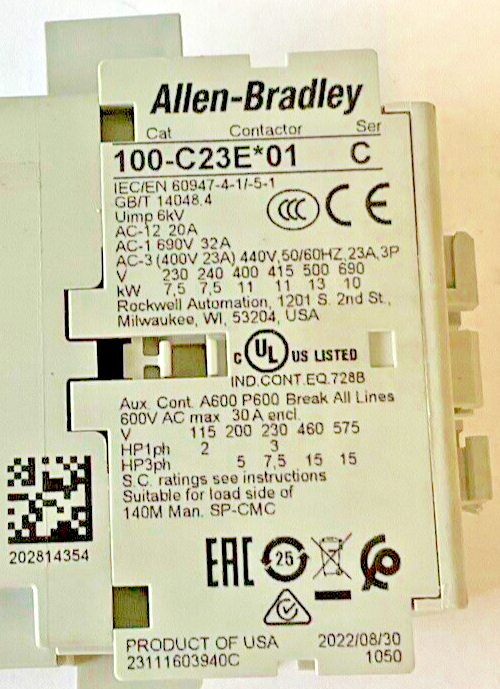 Allen-Bradley
Cat Contactor Ser
100-C23E*01 C
IEC/EN 60947-4-1/-5-1
GB/T 14048.4
Uimp 6kV
AC-12 20A
AC-1 690V 32A
AC-3 (400V 23A) 440V,50/60HZ,23A,3P
V 230 240 400 415 500 690
kW 7,5 7,5 11 11 13 10
Rockwell Automation, 1201 S. 2nd St.,
Milwaukee, WI, 53204, USA
CCC CE
C UL US LISTED
IND.CONT.EQ.728B
Aux. Cont. A600 P600 Break All Lines
600V AC max 30A encl.
V 115 200 230 460 575
HP1ph 2 3
HP3ph 5 7,5 15 15
S.C. ratings see instructions
Suitable for load side of
140M Man. SP-CMC
202814354
EAC 25
PRODUCT OF USA 2022/08/30
23111603940C 1050